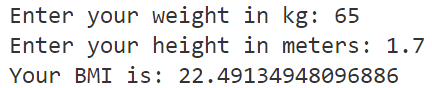 Enter your weight in kg: 65
Enter your height in meters: 1.7
Your BMI is: 22.49134948096886